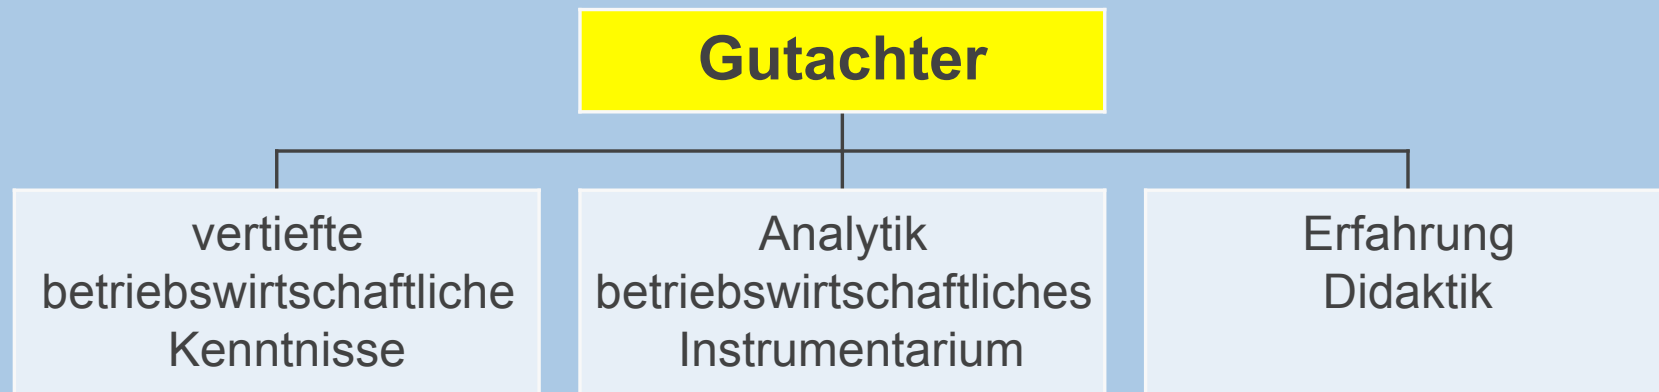 Gutachter
vertiefte
betriebswirtschaftliche
Kenntnisse
Analytik
betriebswirtschaftliches
Instrumentarium
Erfahrung
Didaktik